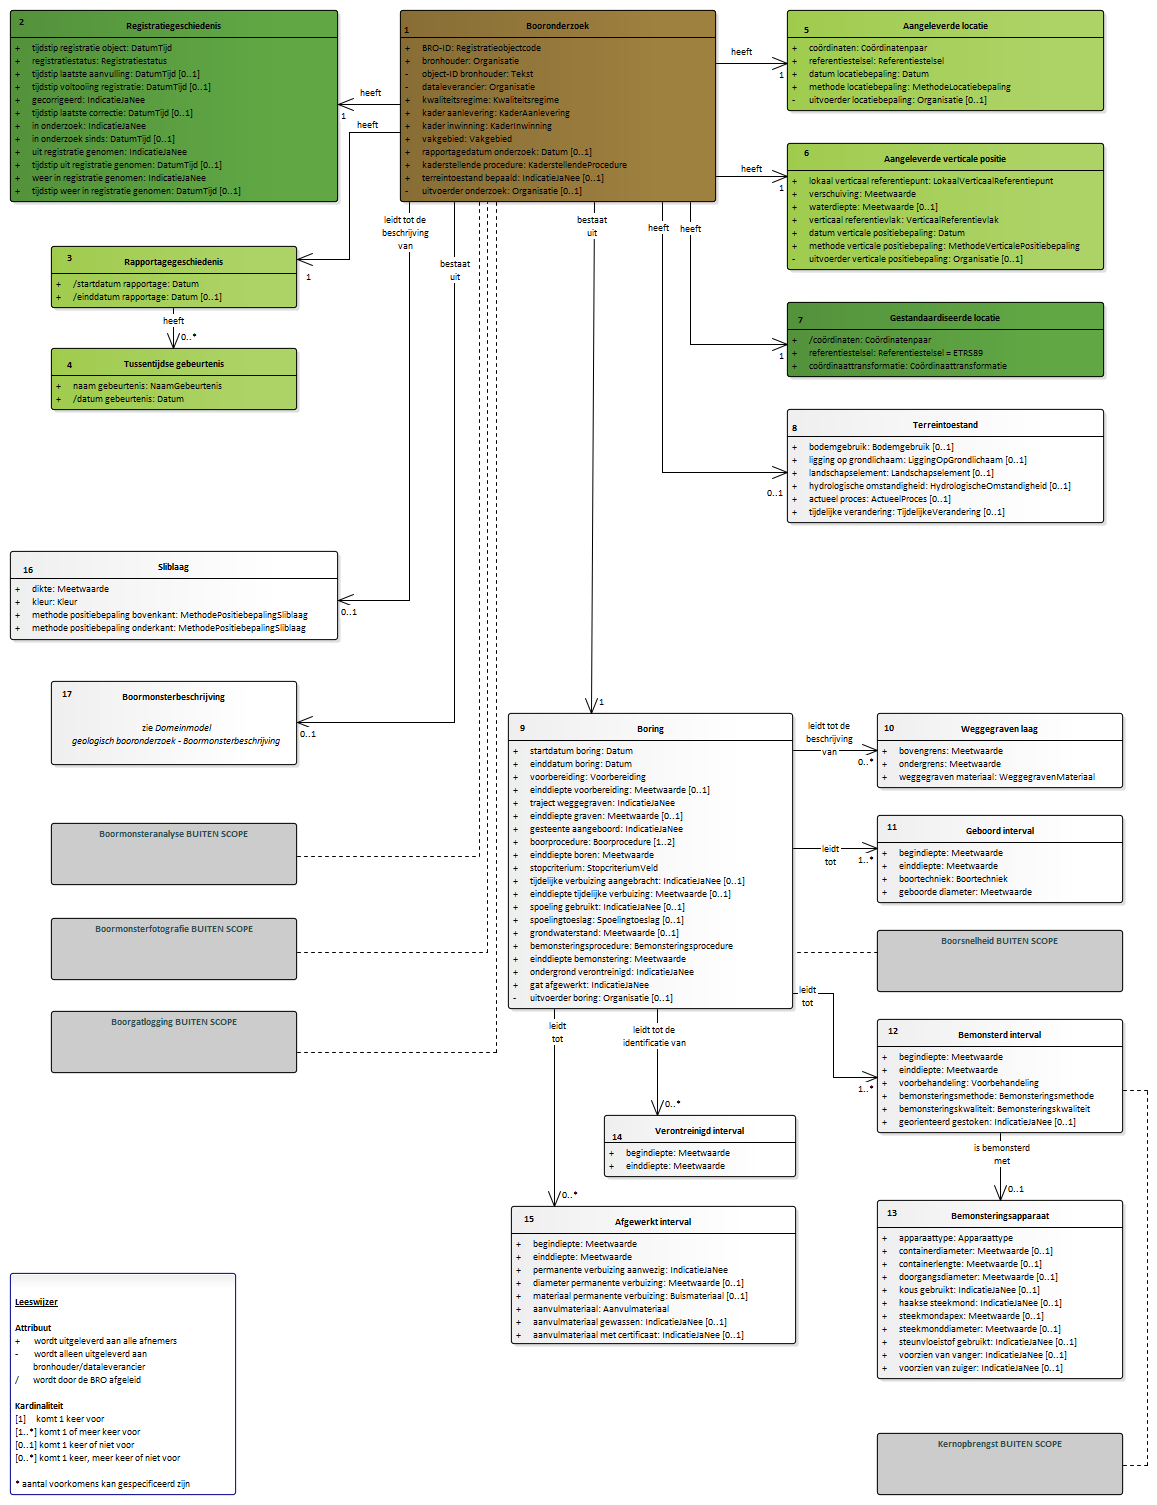 2
Registratiegeschiedenis
+ tijdstip registratie object: DatumTijd
+ registratiestatus: Registratiestatus
+ tijdstip laatste aanvulling: DatumTijd [0..1]
+ tijdstip voltooiing registratie: DatumTijd [0..1]
+ gecorrigeerd: IndicatieJaNee
+ tijdstip laatste correctie: DatumTijd [0..1]
+ in onderzoek: IndicatieJaNee
+ in onderzoek sinds: DatumTijd [0..1]
+ uit registratie genomen: IndicatieJaNee
+ tijdstip uit registratie genomen: DatumTijd [0..1]
+ weer in registratie genomen: IndicatieJaNee
+ tijdstip weer in registratie genomen: DatumTijd [0..1]
heeft
1
1
Booronderzoek
+ BRO-ID: Registratieobjectcode
+ bronhouder: Organisatie
- object-ID bronhouder: Tekst
- dataleverancier: Organisatie
+ kwaliteitsregime: Kwaliteitsregime
+ kader aanlevering: KaderAanlevering
+ kader inwinning: KaderInwinning
+ vakgebied: Vakgebied
+ rapportagedatum onderzoek: Datum [0..1]
+ kaderstellende procedure: KaderstellendeProcedure
+ terreintoestand bepaald: IndicatieJaNee [0..1]
- uitvoerder onderzoek: Organisatie [0..1]
heeft
1
5
Aangeleverde locatie
+ coördinaten: Coördinatenpaar
+ referentiestelsel: Referentiestelsel
+ datum locatiebepaling: Datum
+ methode locatiebepaling: MethodeLocatiebepaling
- uitvoerder locatiebepaling: Organisatie [0..1]
heeft
1
6
Aangeleverde verticale positie
+ lokaal verticaal referentiepunt: LokaalVerticaalReferentiepunt
+ verschuiving: Meetwaarde
+ waterdiepte: Meetwaarde [0..1]
+ verticaal referentievlak: VerticaalReferentievlak
+ datum verticale positiebepaling: Datum
+ methode verticale positiebepaling: MethodeVerticalePositiebepaling
- uitvoerder verticale positiebepaling: Organisatie [0..1]
heeft
1
3
Rapportagegeschiedenis
+ /startdatum rapportage: Datum
+ /einddatum rapportage: Datum [0..1]
heeft
0..*
4
Tussentijdse gebeurtenis
+ naam gebeurtenis: NaamGebeurtenis
+ /datum gebeurtenis: Datum
leidt tot de
beschrijving
van
bestaat
uit
bestaat
uit
heeft
heeft
1
7
Gestandaardiseerde locatie
+ /coördinaten: Coördinatenpaar
+ referentiestelsel: Referentiestelsel = ETRS89
+ coördinaattransformatie: Coördinaattransformatie
0..1
8
Terreintoestand
+ bodemgebruik: Bodemgebruik [0..1]
+ ligging op grondlichaam: LiggingOpGrondlichaam [0..1]
+ landschapselement: Landschapselement [0..1]
+ hydrologische omstandigheid: HydrologischeOmstandigheid [0..1]
+ actueel proces: ActueelProces [0..1]
+ tijdelijke verandering: TijdelijkeVerandering [0..1]
16
Sliblaag
+ dikte: Meetwaarde
+ kleur: Kleur
+ methode positiebepaling bovenkant: MethodePositiebepalingSliblaag
+ methode positiebepaling onderkant: MethodePositiebepalingSliblaag
0..1
17
Boormonsterbeschrijving
zie Domeinmodel
geologisch booronderzoek - Boormonsterbeschrijving
0..1
1
9
Boring
+ startdatum boring: Datum
+ einddatum boring: Datum
+ voorbereiding: Voorbereiding
+ einddiepte voorbereiding: Meetwaarde [0..1]
+ traject weggegraven: IndicatieJaNee
+ einddiepte graven: Meetwaarde [0..1]
+ gesteente aangeboord: IndicatieJaNee
+ boorprocedure: Boorprocedure [1..2]
+ einddiepte boren: Meetwaarde
+ stopcriterium: StopcriteriumVeld
+ tijdelijke verbuizing aangebracht: IndicatieJaNee [0..1]
+ einddiepte tijdelijke verbuizing: Meetwaarde [0..1]
+ spoeling gebruikt: IndicatieJaNee [0..1]
+ spoelingtoeslag: Spoelingtoeslag [0..1]
+ grondwaterstand: Meetwaarde [0..1]
+ bemonsteringsprocedure: Bemonsteringsprocedure
+ einddiepte bemonstering: Meetwaarde
+ ondergrond verontreinigd: IndicatieJaNee
+ gat afgewerkt: IndicatieJaNee
- uitvoerder boring: Organisatie [0..1]
leidt tot de
beschrijving
van
0..*
10
Weggegraven laag
+ bovengrens: Meetwaarde
+ ondergrens: Meetwaarde
+ weggegraven materiaal: WeggegravenMateriaal
leidt
tot
1..*
11
Geboord interval
+ begindiepte: Meetwaarde
+ einddiepte: Meetwaarde
+ boortechniek: Boortechniek
+ geboorde diameter: Meetwaarde
Boormonsteranalyse BUITEN SCOPE
Boormonsterfotografie BUITEN SCOPE
Boorgatlogging BUITEN SCOPE
Boorsnelheid BUITEN SCOPE
leidt
tot
1..*
12
Bemonsterd interval
+ begindiepte: Meetwaarde
+ einddiepte: Meetwaarde
+ voorbehandeling: Voorbehandeling
+ bemonsteringsmethode: Bemonsteringsmethode
+ bemonsteringskwaliteit: Bemonsteringskwaliteit
+ georienteerd gestoken: IndicatieJaNee [0..1]
is bemonsterd
met
0..1
13
Bemonsteringsapparaat
+ apparaattype: Apparaattype
+ containerdiameter: Meetwaarde [0..1]
+ containerlengte: Meetwaarde [0..1]
+ doorgangsdiameter: Meetwaarde [0..1]
+ kous gebruikt: IndicatieJaNee [0..1]
+ haakse steekmond: IndicatieJaNee [0..1]
+ steekmondapex: Meetwaarde [0..1]
+ steekmonddiameter: Meetwaarde [0..1]
+ steunvloeistof gebruikt: IndicatieJaNee [0..1]
+ voorzien van vanger: IndicatieJaNee [0..1]
+ voorzien van zuiger: IndicatieJaNee [0..1]
Kernopbrengst BUITEN SCOPE
leidt
tot
leidt tot de
identificatie van
0..*
14
Verontreinigd interval
+ begindiepte: Meetwaarde
+ einddiepte: Meetwaarde
0..*
15
Afgewerkt interval
+ begindiepte: Meetwaarde
+ einddiepte: Meetwaarde
+ permanente verbuizing aanwezig: IndicatieJaNee
+ diameter permanente verbuizing: Meetwaarde [0..1]
+ materiaal permanente verbuizing: Buismateriaal [0..1]
+ aanvulmateriaal: Aanvulmateriaal
+ aanvulmateriaal gewassen: IndicatieJaNee [0..1]
+ aanvulmateriaal met certificaat: IndicatieJaNee [0..1]
Leeswijzer
Attribuut
+ wordt uitgeleverd aan alle afnemers
- wordt alleen uitgeleverd aan
bronhouder/dataleverancier
/ wordt door de BRO afgeleid
Kardinaliteit
[1] komt 1 keer voor
[1..*] komt 1 of meer keer voor
[0..1] komt 1 keer of niet voor
[0..*] komt 1 keer, meer keer of niet voor
* aantal voorkomens kan gespecificeerd zijn